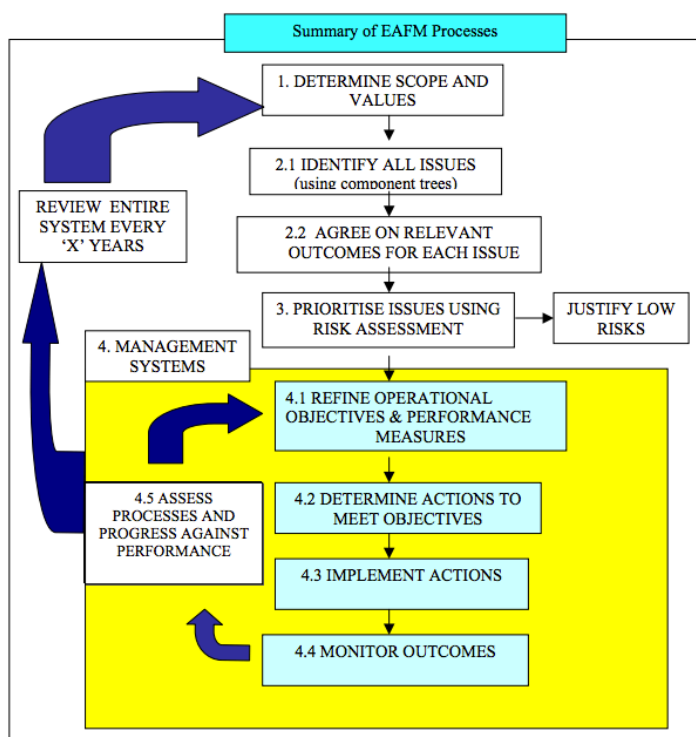 Summary of EAFM Processes
1. DETERMINE SCOPE AND
VALUES
2.1 IDENTIFY ALL ISSUES
(using component trees)
REVIEW ENTIRE
SYSTEM EVERY
‘X’ YEARS
2.2 AGREE ON RELEVANT
OUTCOMES FOR EACH ISSUE
3. PRIORITISE ISSUES USING
RISK ASSESSMENT
JUSTIFY LOW
RISKS
4. MANAGEMENT
SYSTEMS
4.1 REFINE OPERATIONAL
OBJECTIVES & PERFORMANCE
MEASURES
4.5 ASSESS
PROCESSES AND
PROGRESS AGAINST
PERFORMANCE
4.2 DETERMINE ACTIONS TO
MEET OBJECTIVES
4.3 IMPLEMENT ACTIONS
4.4 MONITOR OUTCOMES